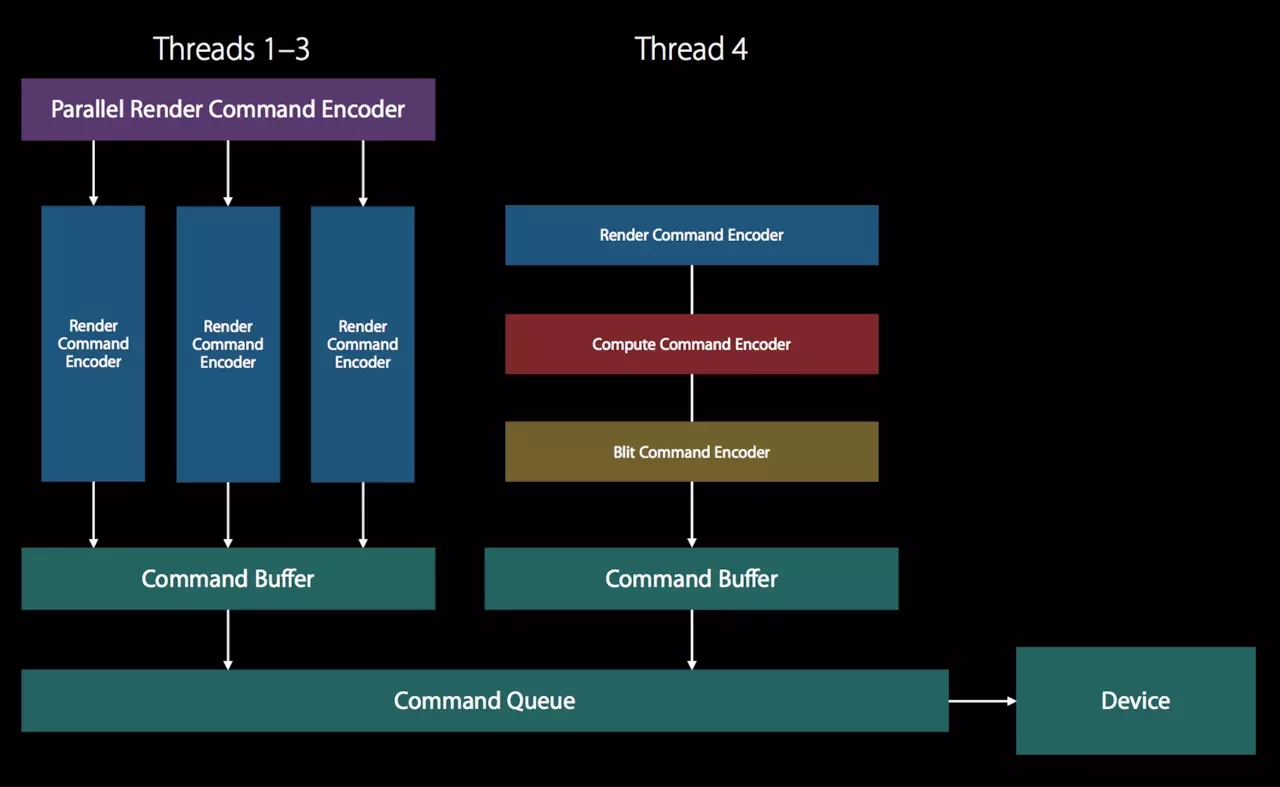 Threads 1–3
Thread 4
Parallel Render Command Encoder
Render
Command
Encoder
Render
Command
Encoder
Render
Command
Encoder
Render Command Encoder
Compute Command Encoder
Blit Command Encoder
Command Buffer
Command Buffer
Command Queue
Device